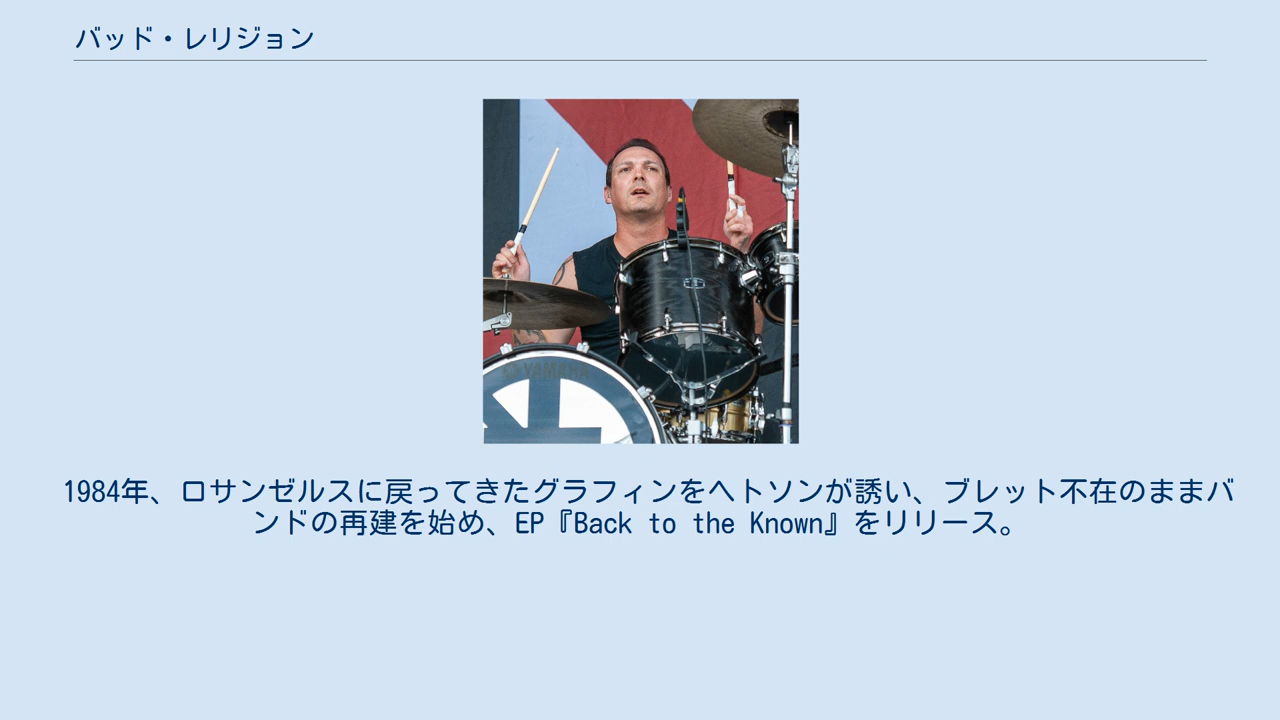 バッド・レリジョン
YAMAHA
1984年、ロサンゼルスに戻ってきたグラフィンをヘトソンが誘い、ブレット不在のままバ
ンドの再建を始め、EP『Back to the Known』をリリース。